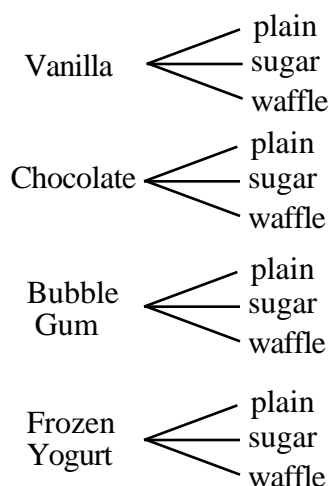 plain
Vanilla
sugar
waffle
plain
Chocolate
sugar
waffle
plain
Bubble
Gum
sugar
waffle
plain
Frozen
Yogurt
sugar
waffle